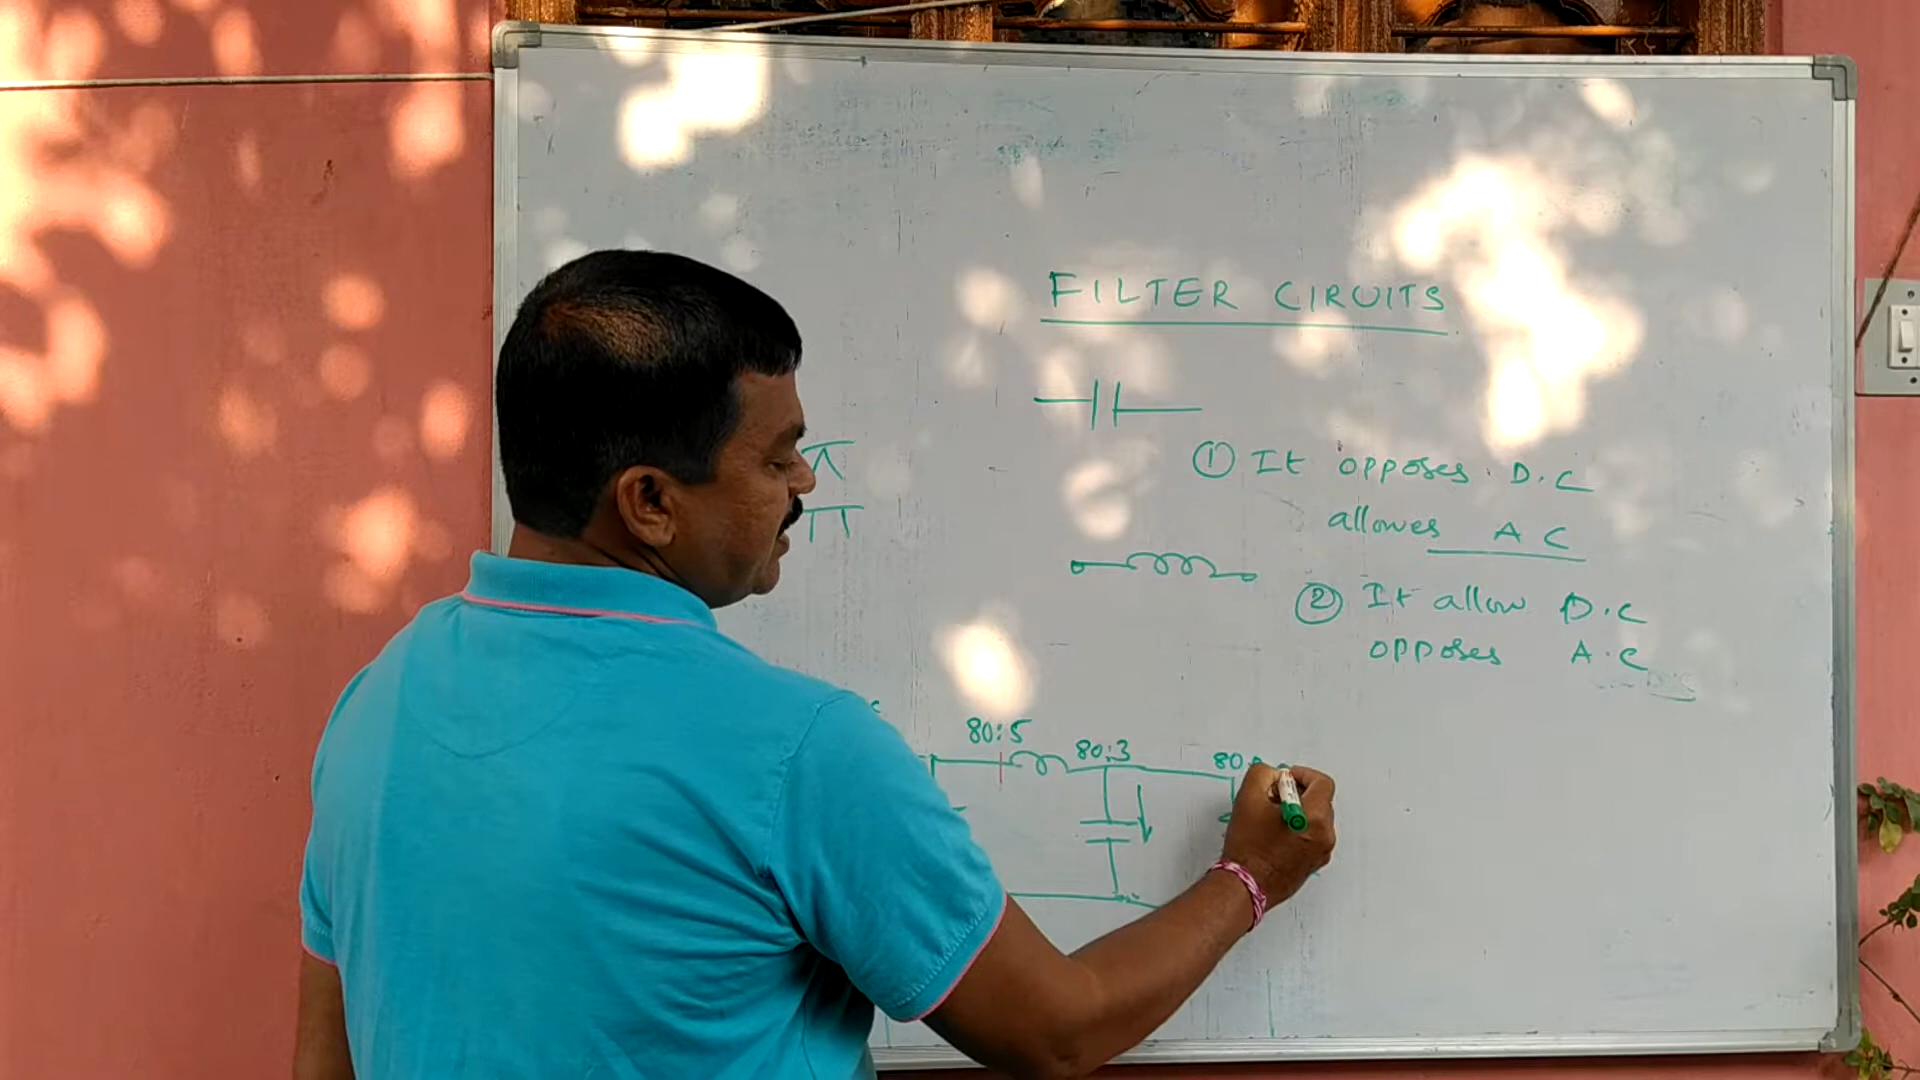 FILTER CIRUITS
π
π
① It opposes D.C
allowes A C
② It allow D.C
opposes A.C
80:5
80:3
80